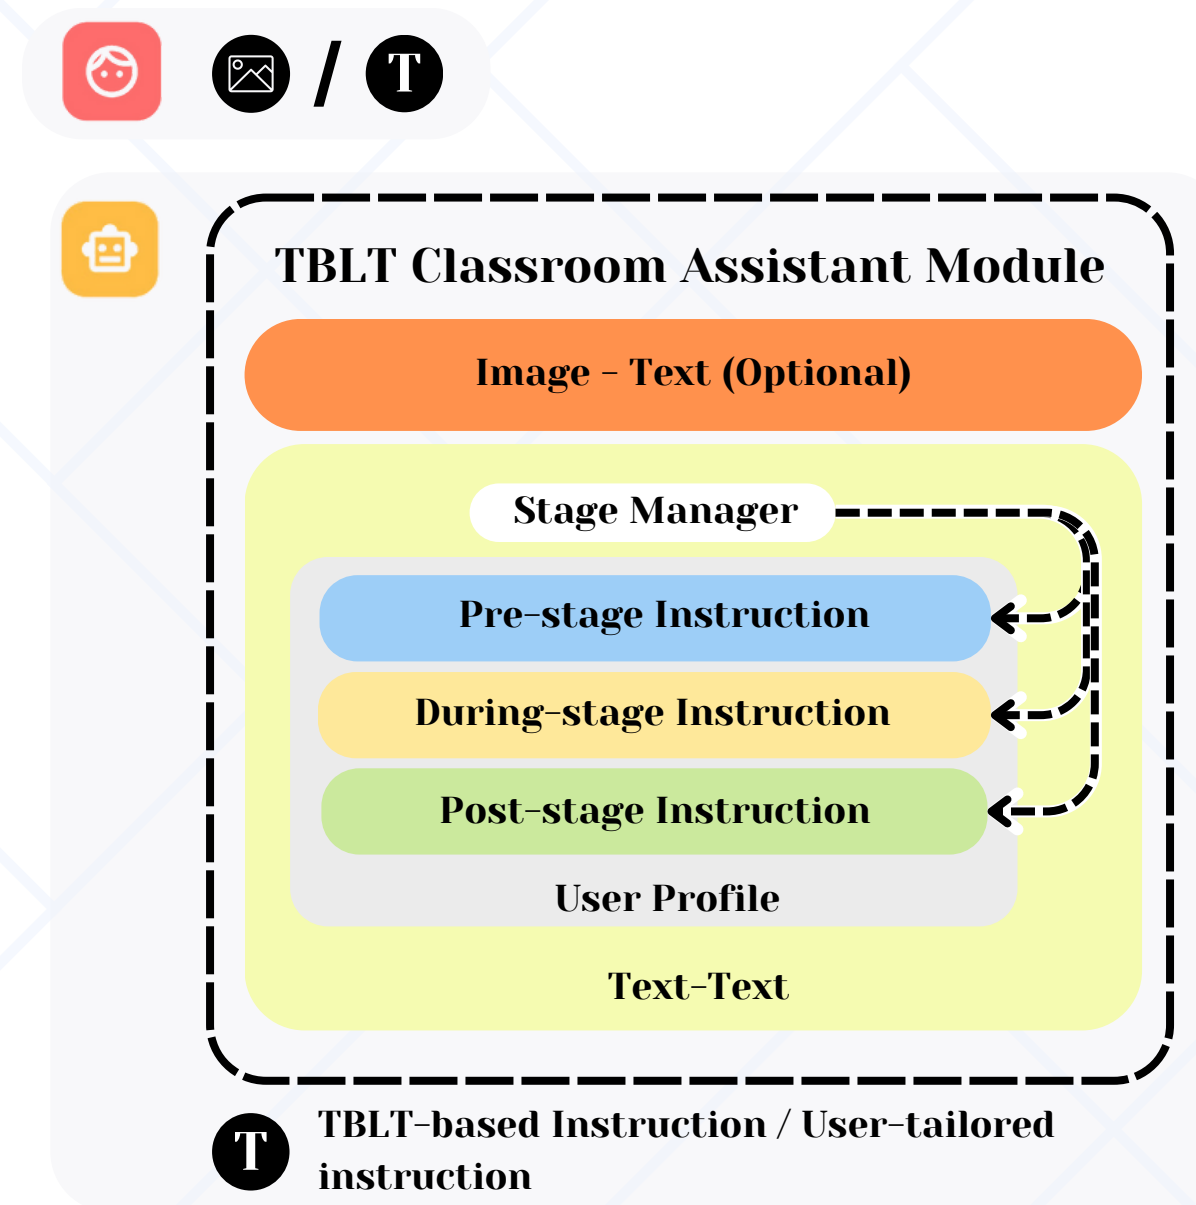 / T
TBLT Classroom Assistant Module
Image - Text (Optional)
Stage Manager
Pre-stage Instruction
During-stage Instruction
Post-stage Instruction
User Profile
Text-Text
T
TBLT-based Instruction / User-tailored
instruction